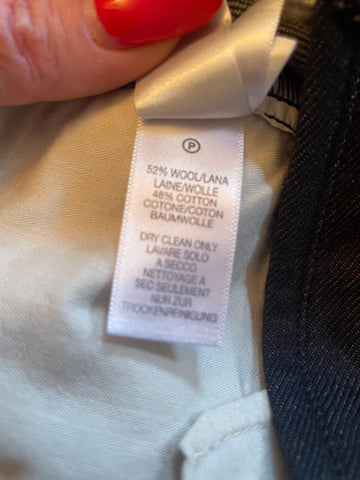 P
52% WOOL/LANA
LAINE/WOLLE
48% COTTON
COTONE/COTON
BAUMWOLLE
DRY CLEAN ONLY
LAVARE SOLO
A SECCO
NETTOYAGE A
SEC SEULEMENT
NUR ZUR
TROCKENREINIGUNG